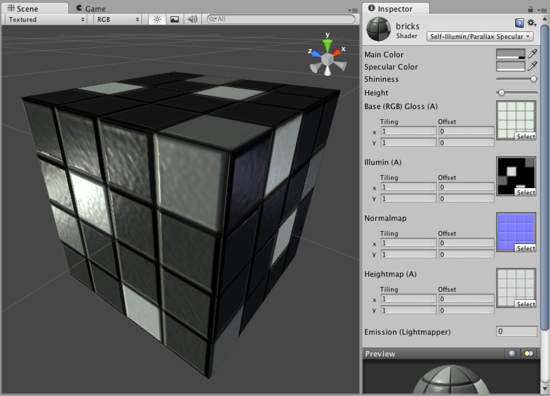 Scene
Game
Textured
RGB
All
y
x
z
Inspector
bricks
Shader
Self-Illumin/Parallax Specular
Main Color
Specular Color
Shininess
Height
Base (RGB) Gloss (A)
Tiling Offset
x 1 0
y 1 0
Select
Illumin (A)
Tiling Offset
x 1 0
y 1 0
Select
Normalmap
Tiling Offset
x 1 0
y 1 0
Select
Heightmap (A)
Tiling Offset
x 1 0
y 1 0
Select
Emission (Lightmapper) 0
Preview